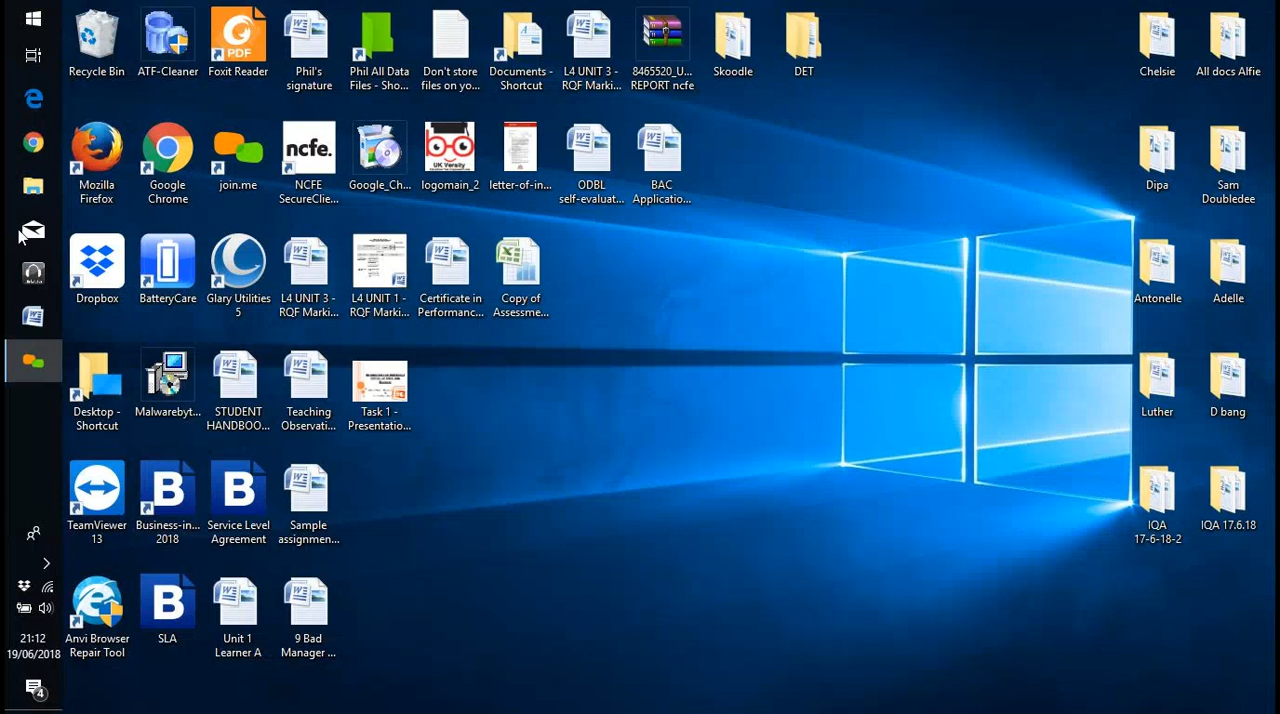 Recycle Bin
ATF-Cleaner
PDF
Foxit Reader
Phil's
signature
Phil All Data
Files - Sho...
Don't store
files on yo...
Documents -
Shortcut
L4 UNIT 3 -
RQF Marki...
8465520_U...
REPORT ncfe
Skoodle
DET
Chelsie
All docs Alfie
Mozilla
Firefox
Google
Chrome
join.me
ncfe.
NCFE
SecureClie...
Google_Ch...
UK Versity
logomain_2
letter-of-in...
ODBL
self-evaluat...
BAC
Applicatio...
Dipa
Sam
Doubledee
Dropbox
BatteryCare
Glary Utilities
5
L4 UNIT 3 -
RQF Marki...
L4 UNIT 1 -
RQF Marki...
Certificate in
Performanc...
Copy of
Assessme...
Antonelle
Adelle
Desktop -
Shortcut
Malwarebyt...
STUDENT
HANDBOO...
Teaching
Observati...
Task 1 -
Presentatio...
Luther
D bang
TeamViewer
13
B
Business-in...
2018
B
Service Level
Agreement
Sample
assignmen...
IQA
17-6-18-2
IQA 17.6.18
Anvi Browser
Repair Tool
B
SLA
Unit 1
Learner A
9 Bad
Manager ...
21:12
19/06/2018
4